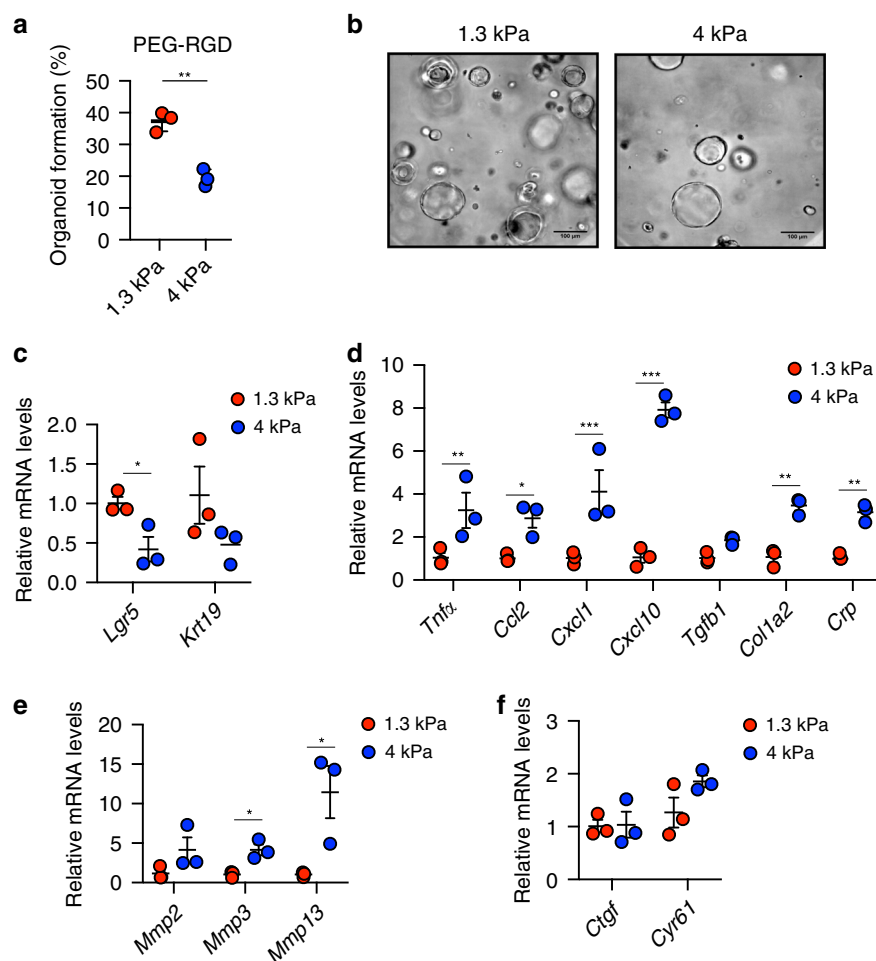 a
PEG-RGD
Organoid formation (%)
50
40
30
20
10
0
**
1.3 kPa
4 kPa
b
1.3 kPa
4 kPa
100 µm
100 µm
c
Relative mRNA levels
2.0
1.5
1.0
0.5
0.0
*
1.3 kPa
4 kPa
Lgr5
Krt19
d
Relative mRNA levels
10
8
6
4
2
0
**
*
***
***
**
**
1.3 kPa
4 kPa
Tnfα
Ccl2
Cxcl1
Cxcl10
Tgfb1
Col1a2
Crp
e
Relative mRNA levels
20
15
10
5
0
*
*
1.3 kPa
4 kPa
Mmp2
Mmp3
Mmp13
f
Relative mRNA levels
3
2
1
0
1.3 kPa
4 kPa
Ctgf
Cyr61